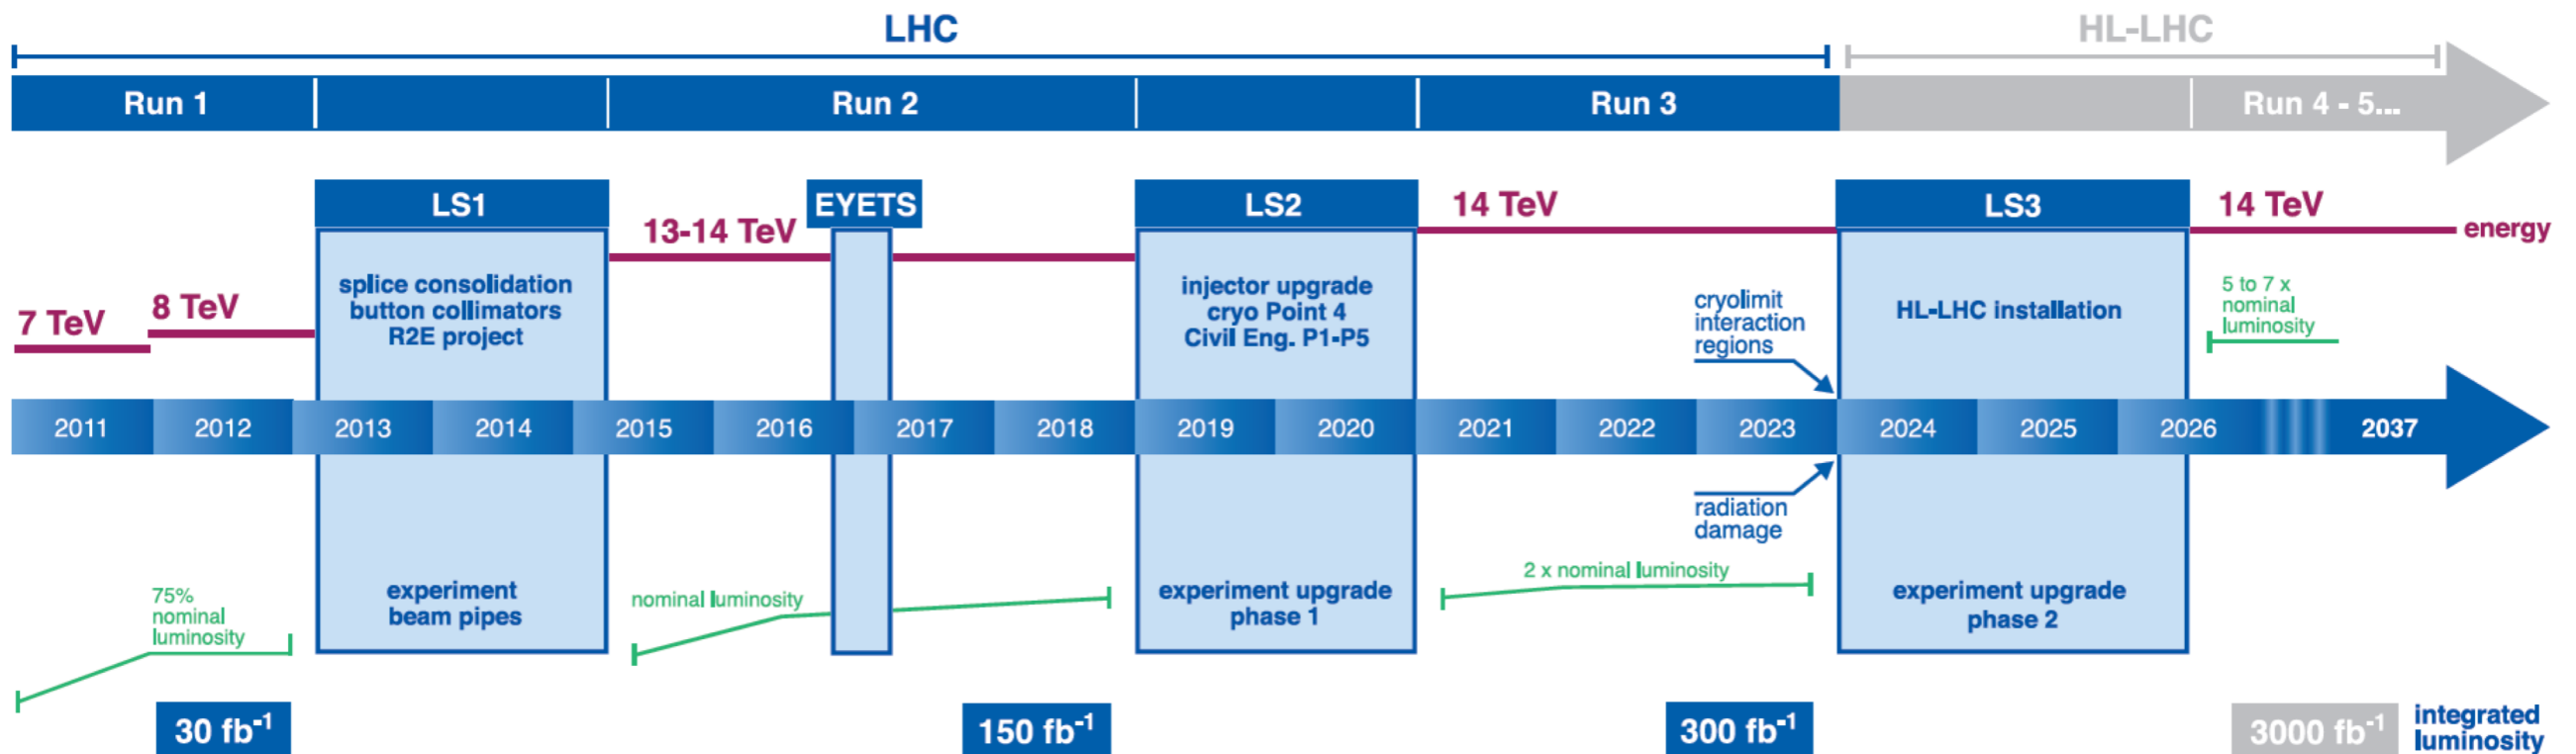 LHC
HL-LHC
Run 1
Run 2
Run 3
Run 4 - 5...
LS1
EYETS
LS2
14 TeV
LS3
14 TeV
energy
13-14 TeV
7 TeV
8 TeV
splice consolidation
button collimators
R2E project
injector upgrade
cryo Point 4
Civil Eng. P1-P5
cryolimit
interaction
regions
HL-LHC installation
5 to 7 x
nominal
luminosity
2011
2012
2013
2014
2015
2016
2017
2018
2019
2020
2021
2022
2023
2024
2025
2026
2037
radiation
damage
75%
nominal
luminosity
experiment
beam pipes
nominal luminosity
experiment upgrade
phase 1
2 x nominal luminosity
experiment upgrade
phase 2
30 fb⁻¹
150 fb⁻¹
300 fb⁻¹
3000 fb⁻¹
integrated
luminosity